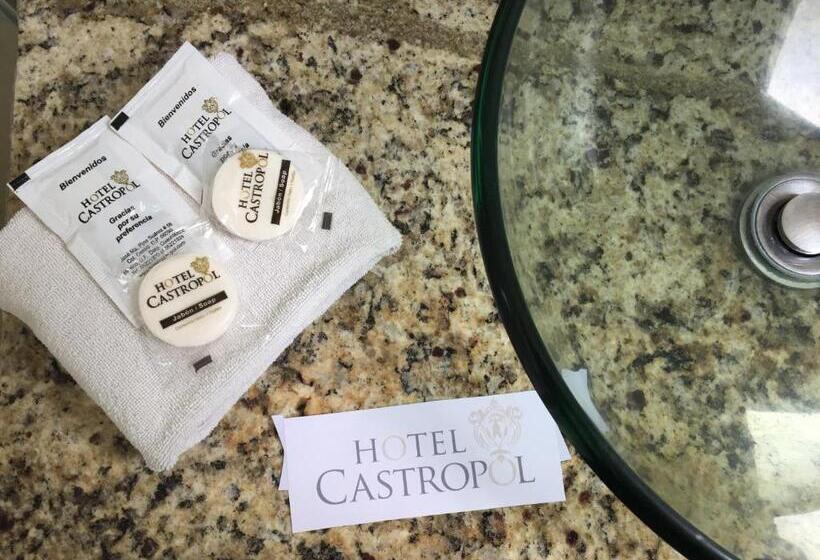 Bienvenidos
HOTEL
CASTROPOL
Bienvenidos
HOTEL
CASTROPOL
Gracias
por su
preferencia
HOTEL
CASTROPOL
Jabón / Soap
HOTEL
CASTROPOL
Jabón / Soap
HOTEL
CASTROPOL